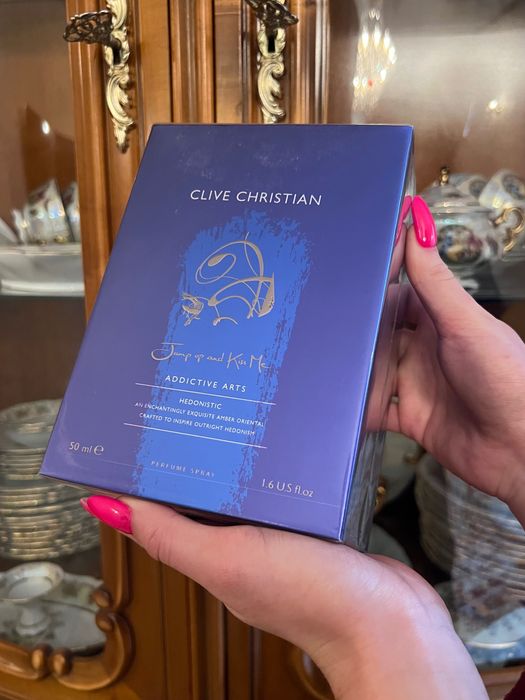 CLIVE CHRISTIAN
Jump up and Kiss Me
ADDICTIVE ARTS
HEDONISTIC
AN ENCHANTINGLY EXQUISITE AMBER ORIENTAL
CRAFTED TO INSPIRE OUTRIGHT HEDONISM
50 ml ℮
PERFUME SPRAY
1.6 US fl.oz